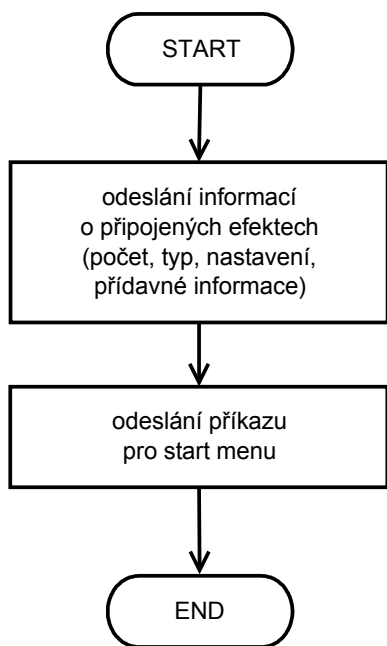 START
odeslání informací
o připojených efektech
(počet, typ, nastavení,
přídavné informace)
odeslání příkazu
pro start menu
END